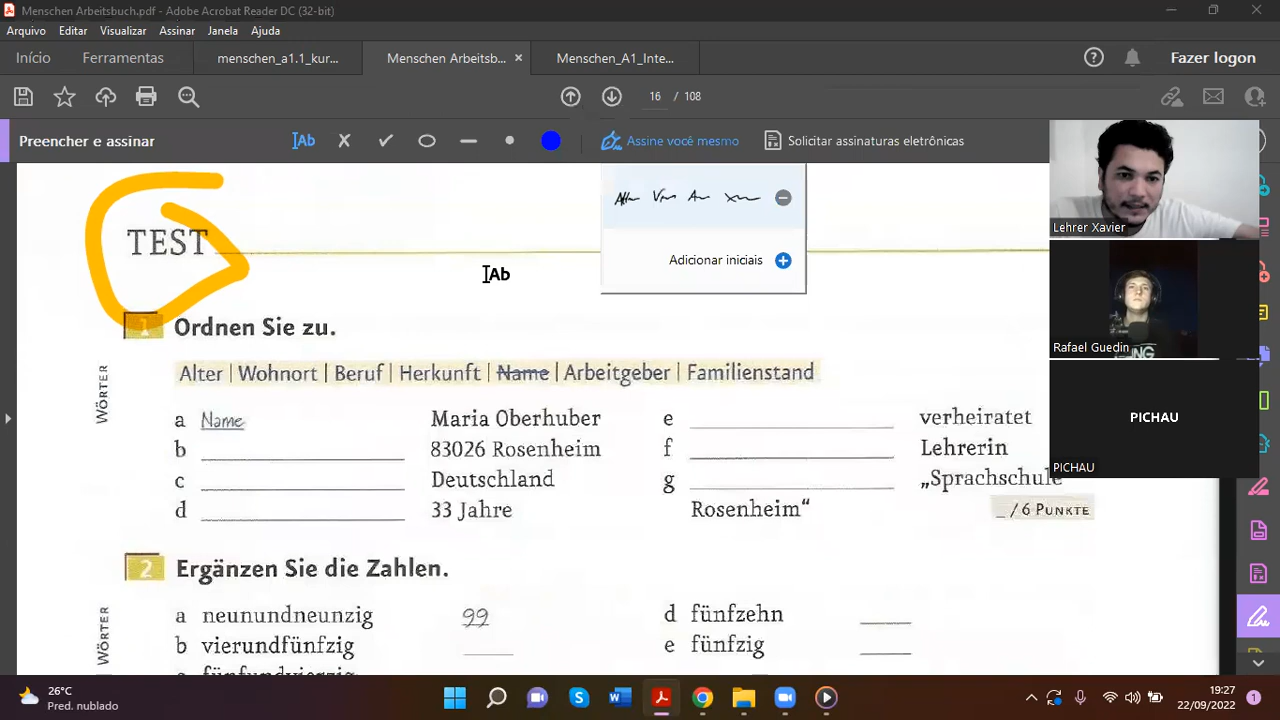 Menschen Arbeitsbuch.pdf - Adobe Acrobat Reader DC (32-bit)
Arquivo Editar Visualizar Assinar Janela Ajuda
Início Ferramentas menschen_a1.1_kur... Menschen Arbeitsb... × Menschen_A1_Inte... Fazer logon
16 / 108
Preencher e assinar Ab Assine você mesmo Solicitar assinaturas eletrônicas
Adicionar iniciais
TEST
Ab
1 Ordnen Sie zu.
WÖRTER
Alter | Wohnort | Beruf | Herkunft | Name | Arbeitgeber | Familienstand
a Name Maria Oberhuber e verheiratet
b 83026 Rosenheim f Lehrerin
c Deutschland g „Sprachschule
d 33 Jahre Rosenheim“
_ / 6 PUNKTE
2 Ergänzen Sie die Zahlen.
WÖRTER
a neunundneunzig 99 d fünfzehn
b vierundfünfzig e fünfzig
fünfundvierzig
Lehrer Xavier
Rafael Guedin
PICHAU
PICHAU
26°C
Pred. nublado
19:27
22/09/2022
1